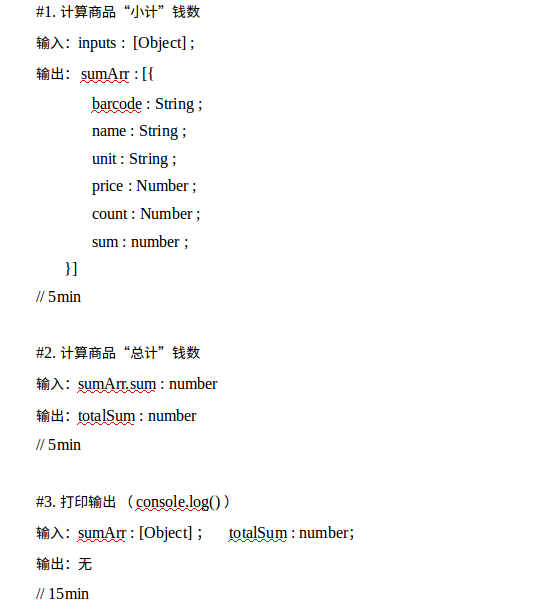 #1. 计算商品“小计”钱数
输入：inputs : [Object] ;
输出： sumArr : [{
barcode : String ;
name : String ;
unit : String ;
price : Number ;
count : Number ;
sum : number ;
}]
// 5min
#2. 计算商品“总计”钱数
输入：sumArr.sum : number
输出：totalSum : number
// 5min
#3. 打印输出（console.log()）
输入：sumArr : [Object] ； totalSum : number；
输出：无
// 15min